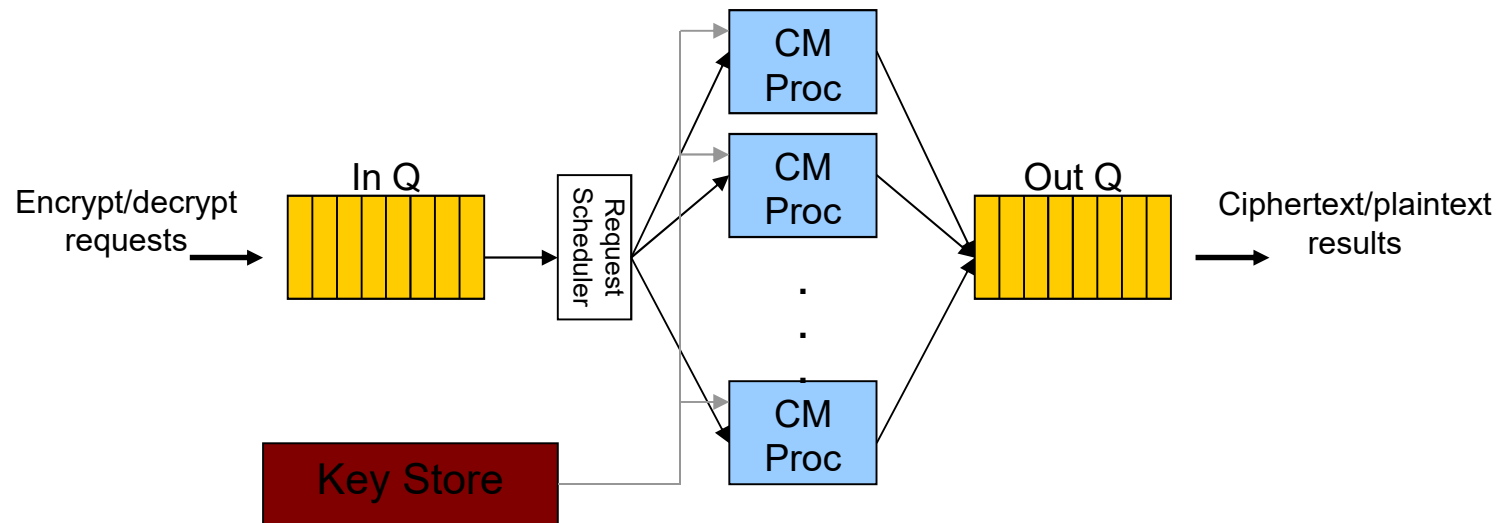 Encrypt/decrypt
requests
In Q
Request
Scheduler
CM
Proc
CM
Proc
.
.
.
CM
Proc
Key Store
Out Q
Ciphertext/plaintext
results